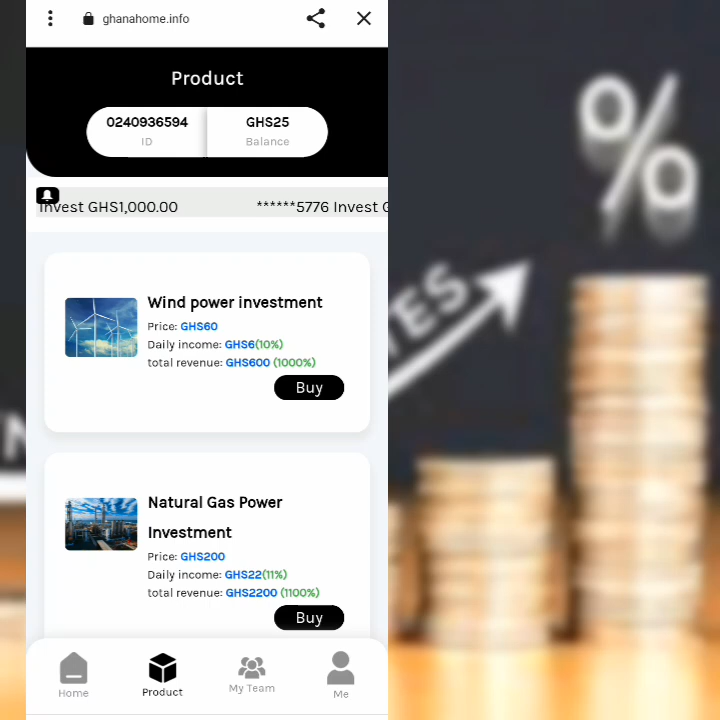 ghanahome.info
Product
0240936594
ID
GHS25
Balance
Invest GHS1,000.00
******5776 Invest G
Wind power investment
Price: GHS60
Daily income: GHS6(10%)
total revenue: GHS600 (1000%)
Buy
Natural Gas Power
Investment
Price: GHS200
Daily income: GHS22(11%)
total revenue: GHS2200 (1100%)
Buy
Home
Product
My Team
Me
%
TES